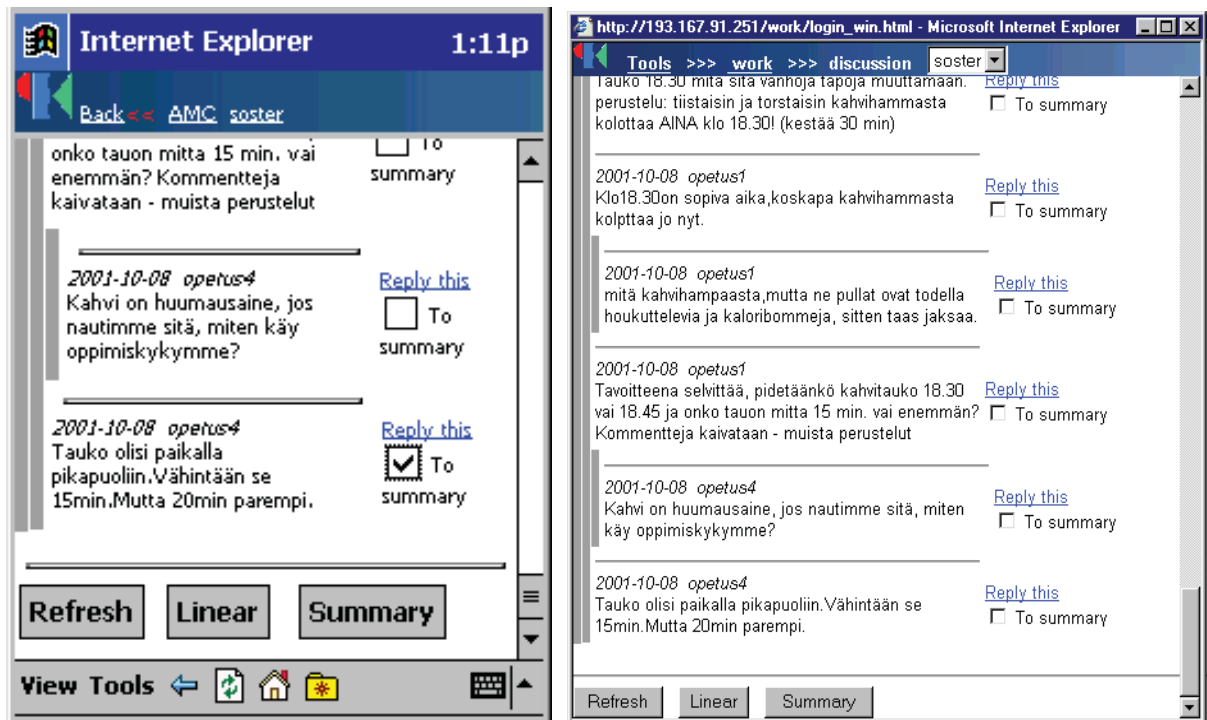 Internet Explorer 1:11p
Back<< AMC soster
onko tauon mitta 15 min. vai
enemmän? Kommentteja
kaivataan - muista perustelut
To
summary
2001-10-08 opetus4
Kahvi on huumausaine, jos
nautimme sitä, miten käy
oppimiskykymme?
Reply this
To
summary
2001-10-08 opetus4
Tauko olisi paikalla
pikapuoliin.Vähintään se
15min.Mutta 20min parempi.
Reply this
To
summary
Refresh Linear Summary
View Tools
http://193.167.91.251/work/login_win.html - Microsoft Internet Explorer
Tools >>> work >>> discussion soster
Tauko 18.30 mitä sitä vanhoja tapoja muuttamaan.
perustelu: tiistaisin ja torstaisin kahvihammasta
kolottaa AINA klo 18.30! (kestää 30 min)
Reply this
To summary
2001-10-08 opetus1
Klo18.30on sopiva aika,koskapa kahvihammasta
kolpttaa jo nyt.
Reply this
To summary
2001-10-08 opetus1
mitä kahvihampaasta,mutta ne pullat ovat todella
houkuttelevia ja kaloribommeja, sitten taas jaksaa.
Reply this
To summary
2001-10-08 opetus1
Tavoitteena selvittää, pidetäänkö kahvitauko 18.30
vai 18.45 ja onko tauon mitta 15 min. vai enemmän?
Kommentteja kaivataan - muista perustelut
Reply this
To summary
2001-10-08 opetus4
Kahvi on huumausaine, jos nautimme sitä, miten
käy oppimiskykymme?
Reply this
To summary
2001-10-08 opetus4
Tauko olisi paikalla pikapuoliin.Vähintään se
15min.Mutta 20min parempi.
Reply this
To summary
Refresh Linear Summary